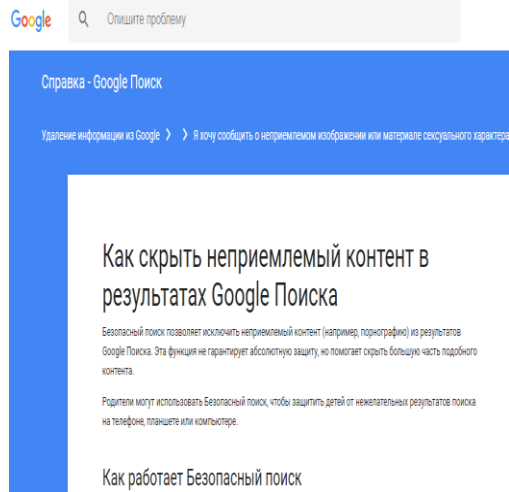 Google
Опишите проблему
Справка - Google Поиск
Удаление информации из Google > > Я хочу сообщить о неприемлемом изображении или материале сексуального характера
Как скрыть неприемлемый контент в
результатах Google Поиска
Безопасный поиск позволяет исключить неприемлемый контент (например, порнографию) из результатов
Google Поиска. Эта функция не гарантирует абсолютную защиту, но помогает скрыть большую часть подобного
контента.
Родители могут использовать Безопасный поиск, чтобы защитить детей от нежелательных результатов поиска
на телефоне, планшете или компьютере.
Как работает Безопасный поиск